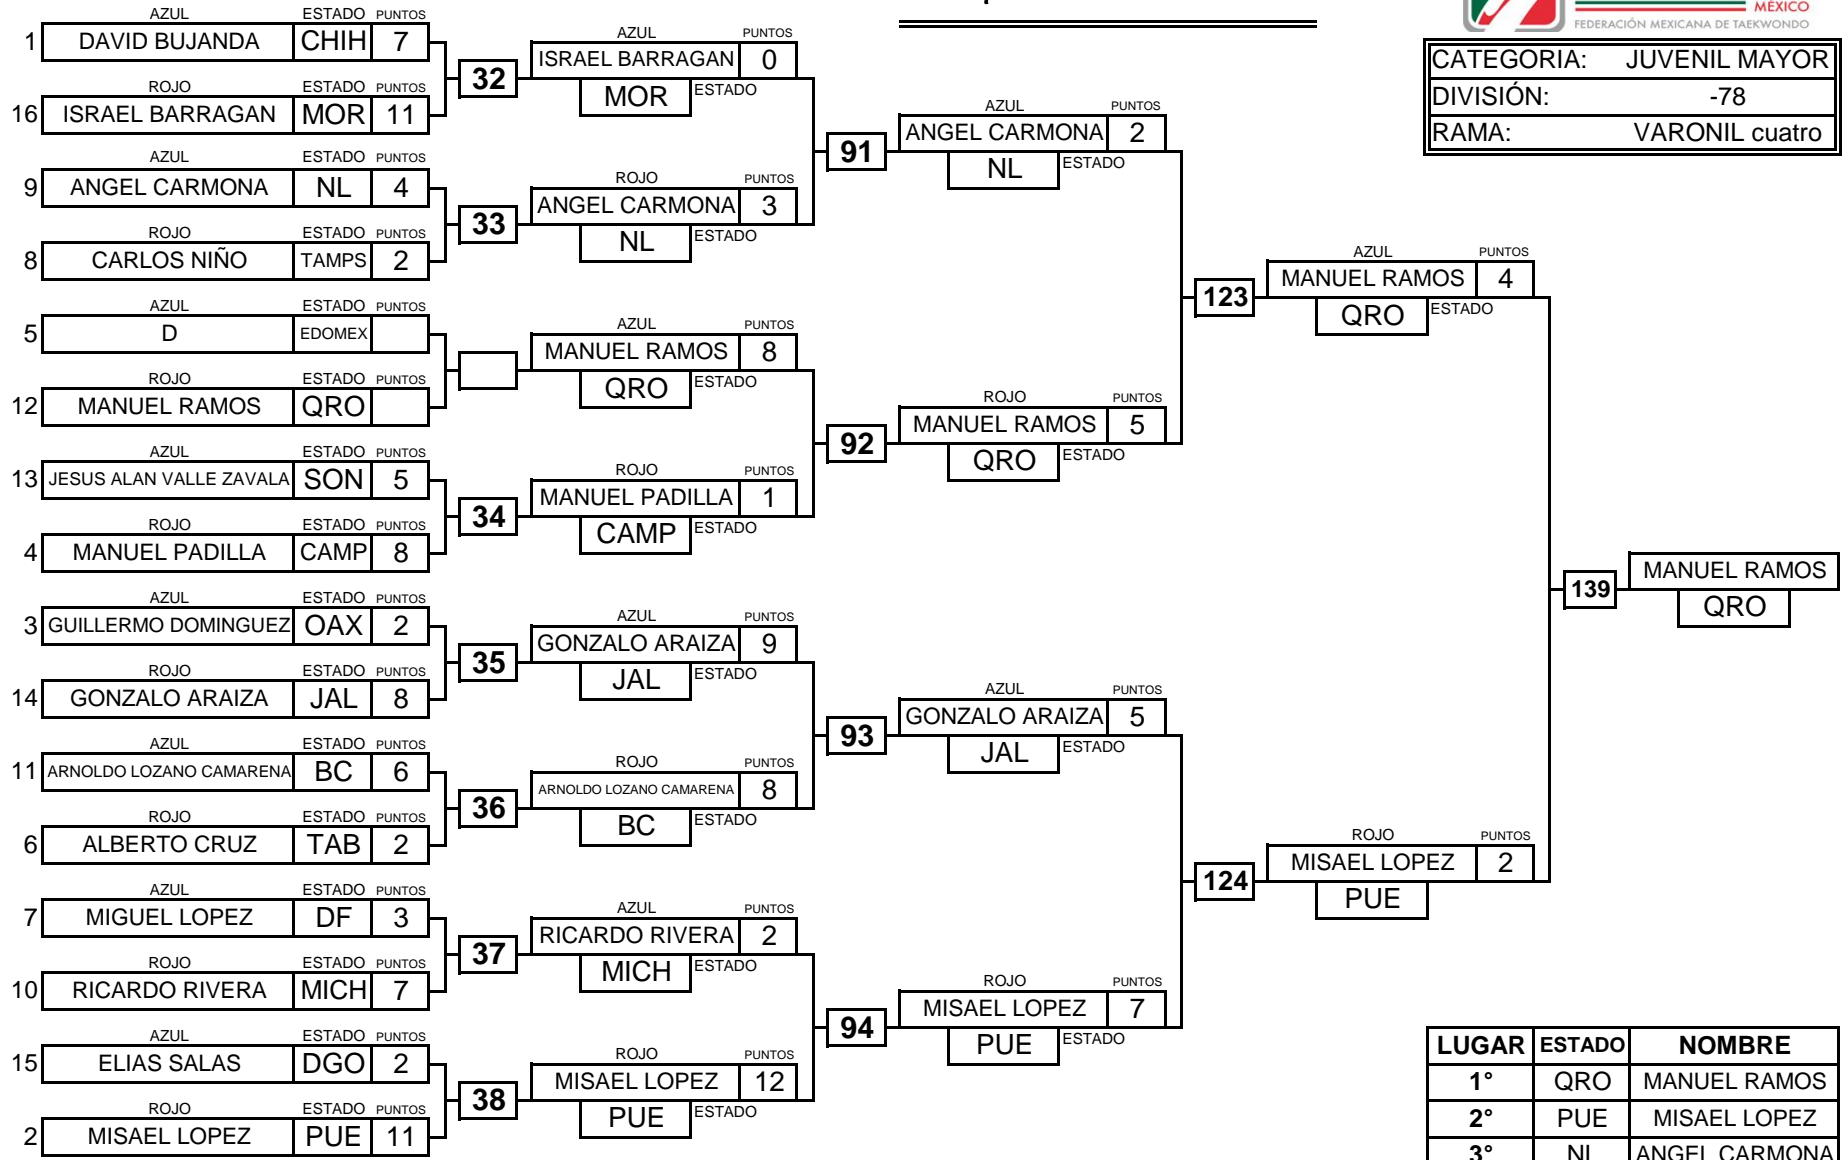 MÉXICO
FEDERACIÓN MEXICANA DE TAEKWONDO
CATEGORIA: JUVENIL MAYOR
DIVISIÓN: -78
RAMA: VARONIL cuatro
AZUL ESTADO PUNTOS
1 DAVID BUJANDA CHIH 7
ROJO ESTADO PUNTOS
16 ISRAEL BARRAGAN MOR 11
AZUL ESTADO PUNTOS
9 ANGEL CARMONA NL 4
ROJO ESTADO PUNTOS
8 CARLOS NIÑO TAMPS 2
AZUL ESTADO PUNTOS
5 D EDOMEX
ROJO ESTADO PUNTOS
12 MANUEL RAMOS QRO
AZUL ESTADO PUNTOS
13 JESUS ALAN VALLE ZAVALA SON 5
ROJO ESTADO PUNTOS
4 MANUEL PADILLA CAMP 8
AZUL ESTADO PUNTOS
3 GUILLERMO DOMINGUEZ OAX 2
ROJO ESTADO PUNTOS
14 GONZALO ARAIZA JAL 8
AZUL ESTADO PUNTOS
11 ARNOLDO LOZANO CAMARENA BC 6
ROJO ESTADO PUNTOS
6 ALBERTO CRUZ TAB 2
AZUL ESTADO PUNTOS
7 MIGUEL LOPEZ DF 3
ROJO ESTADO PUNTOS
10 RICARDO RIVERA MICH 7
AZUL ESTADO PUNTOS
15 ELIAS SALAS DGO 2
ROJO ESTADO PUNTOS
2 MISAEL LOPEZ PUE 11
32
33
34
35
36
37
38
AZUL PUNTOS
ISRAEL BARRAGAN 0
MOR ESTADO
ROJO PUNTOS
ANGEL CARMONA 3
NL ESTADO
AZUL PUNTOS
MANUEL RAMOS 8
QRO ESTADO
ROJO PUNTOS
MANUEL PADILLA 1
CAMP ESTADO
AZUL PUNTOS
GONZALO ARAIZA 9
JAL ESTADO
ROJO PUNTOS
ARNOLDO LOZANO CAMARENA 8
BC ESTADO
AZUL PUNTOS
RICARDO RIVERA 2
MICH ESTADO
ROJO PUNTOS
MISAEL LOPEZ 12
PUE ESTADO
91
92
93
94
AZUL PUNTOS
ANGEL CARMONA 2
NL ESTADO
ROJO PUNTOS
MANUEL RAMOS 5
QRO ESTADO
AZUL PUNTOS
GONZALO ARAIZA 5
JAL ESTADO
ROJO PUNTOS
MISAEL LOPEZ 7
PUE ESTADO
123
124
AZUL PUNTOS
MANUEL RAMOS 4
QRO ESTADO
ROJO PUNTOS
MISAEL LOPEZ 2
PUE ESTADO
139
MANUEL RAMOS
QRO
LUGAR ESTADO NOMBRE
1° QRO MANUEL RAMOS
2° PUE MISAEL LOPEZ
3° NL ANGEL CARMONA